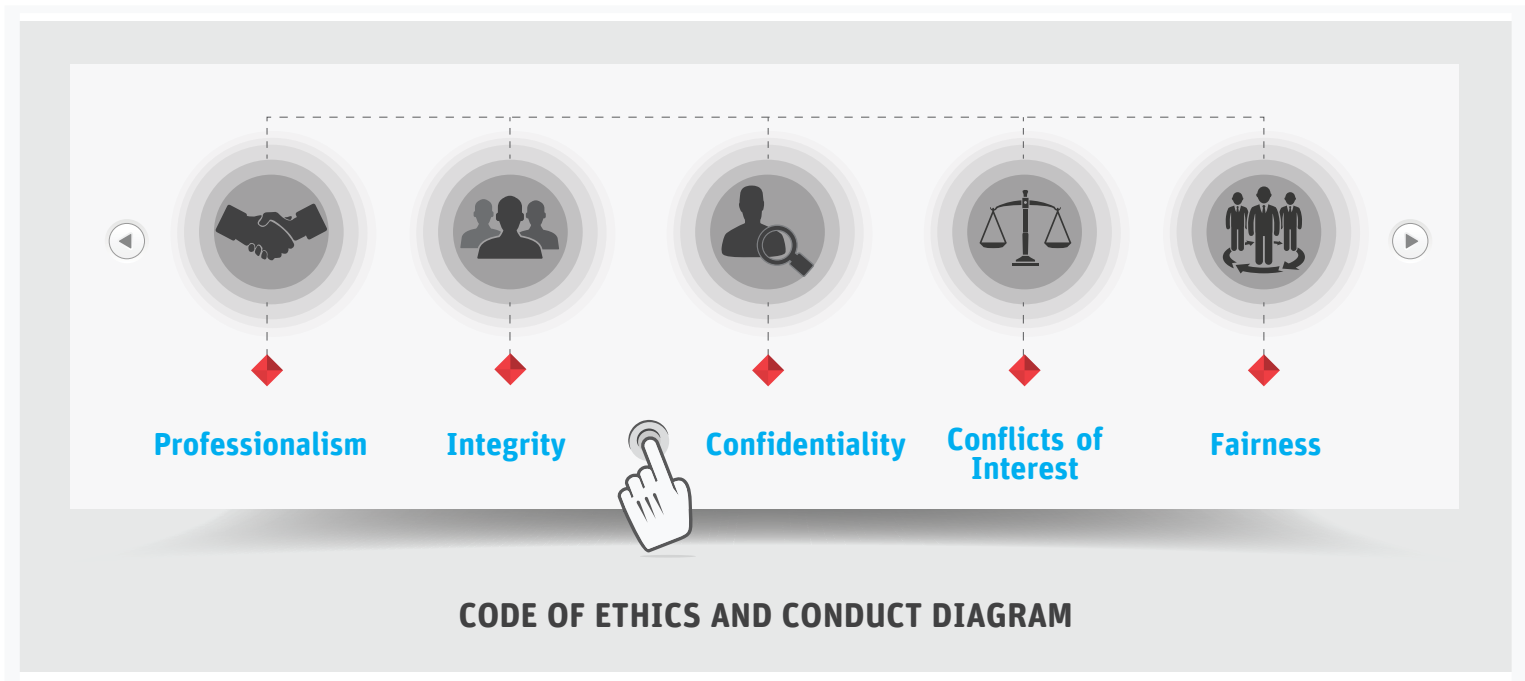 Professionalism
Integrity
Confidentiality
Conflicts of
Interest
Fairness
CODE OF ETHICS AND CONDUCT DIAGRAM